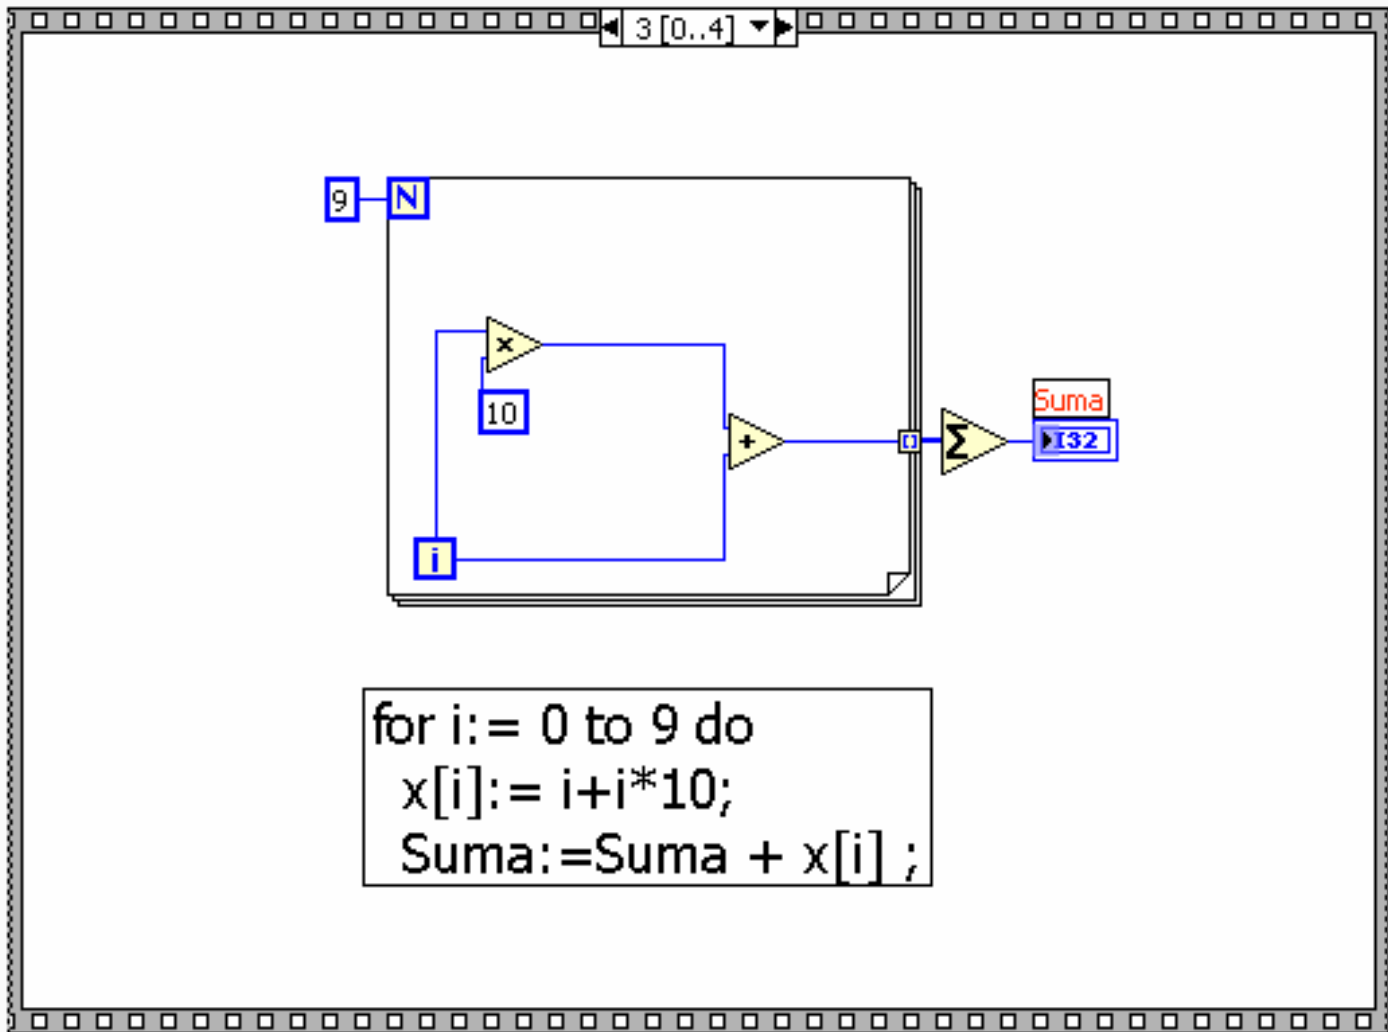 3 [0..4]
9
N
x
10
+
Σ
Suma
I32
i
for i:= 0 to 9 do
x[i]:= i+i*10;
Suma:=Suma + x[i] ;